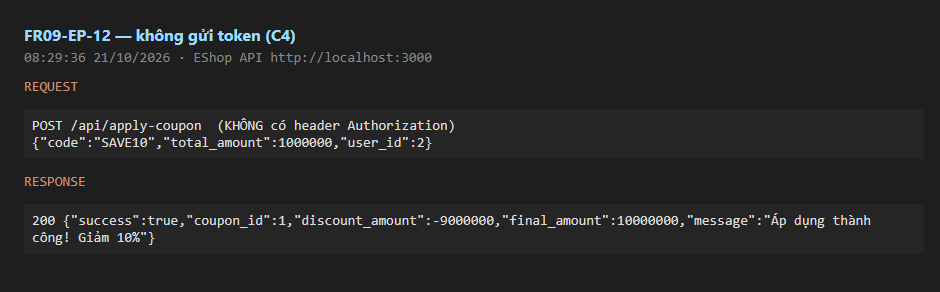 FR09-EP-12 — không gửi token (C4)
08:29:36 21/10/2026 · EShop API http://localhost:3000
REQUEST
POST /api/apply-coupon  (KHÔNG có header Authorization)
{"code":"SAVE10","total_amount":1000000,"user_id":2}
RESPONSE
200 {"success":true,"coupon_id":1,"discount_amount":-9000000,"final_amount":10000000,"message":"Áp dụng thành
công! Giảm 10%"}